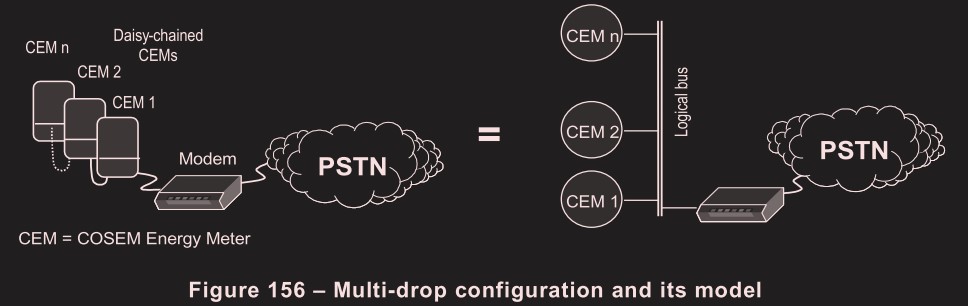 Daisy-chained
CEMs
CEM n
CEM 2
CEM 1
Modem
PSTN
CEM = COSEM Energy Meter
=
CEM n
CEM 2
CEM 1
Logical bus
PSTN
Figure 156 – Multi-drop configuration and its model